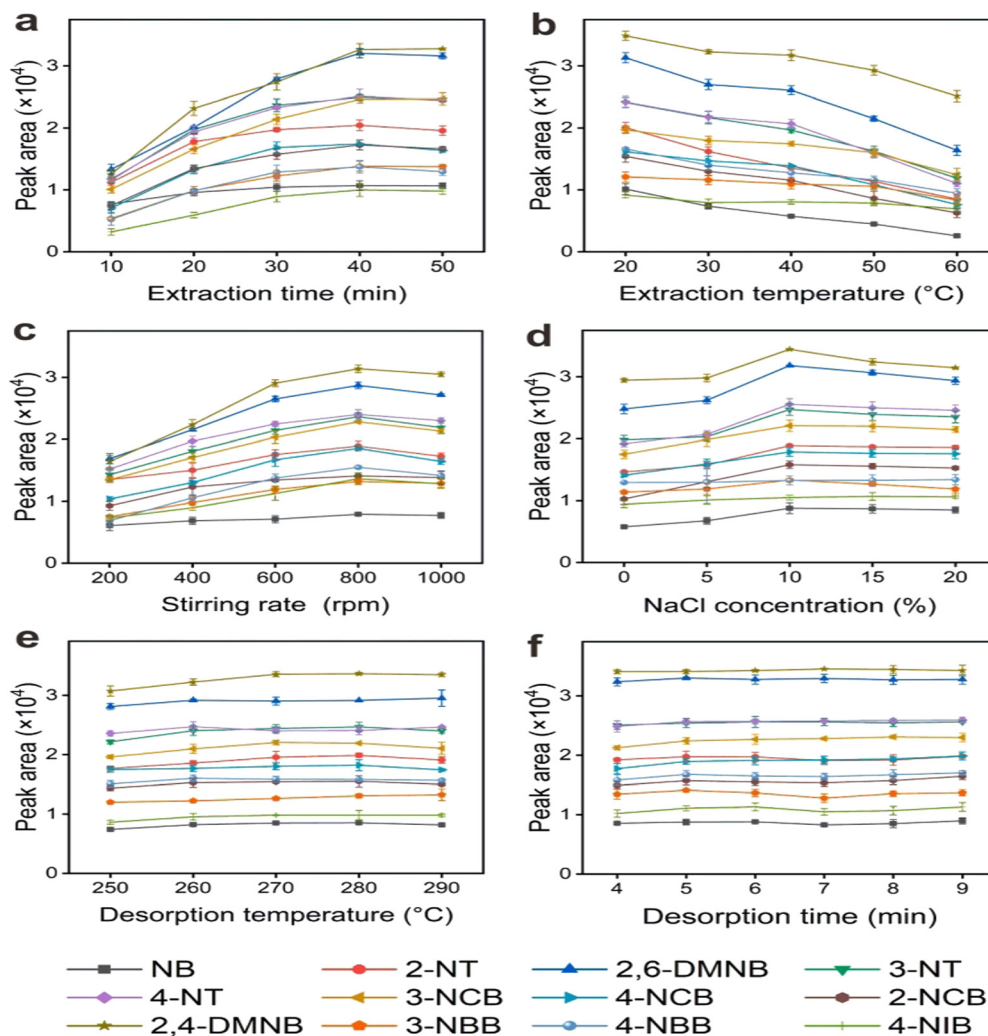 a
Peak area (×10⁴)
3
2
1
0
10 20 30 40 50
Extraction time (min)
b
Peak area (×10⁴)
3
2
1
0
20 30 40 50 60
Extraction temperature (°C)
c
Peak area (×10⁴)
3
2
1
0
200 400 600 800 1000
Stirring rate (rpm)
d
Peak area (×10⁴)
3
2
1
0
0 5 10 15 20
NaCl concentration (%)
e
Peak area (×10⁴)
3
2
1
0
250 260 270 280 290
Desorption temperature (°C)
f
Peak area (×10⁴)
3
2
1
0
4 5 6 7 8 9
Desorption time (min)
NB 2-NT 2,6-DMNB 3-NT
4-NT 3-NCB 4-NCB 2-NCB
2,4-DMNB 3-NBB 4-NBB 4-NIB